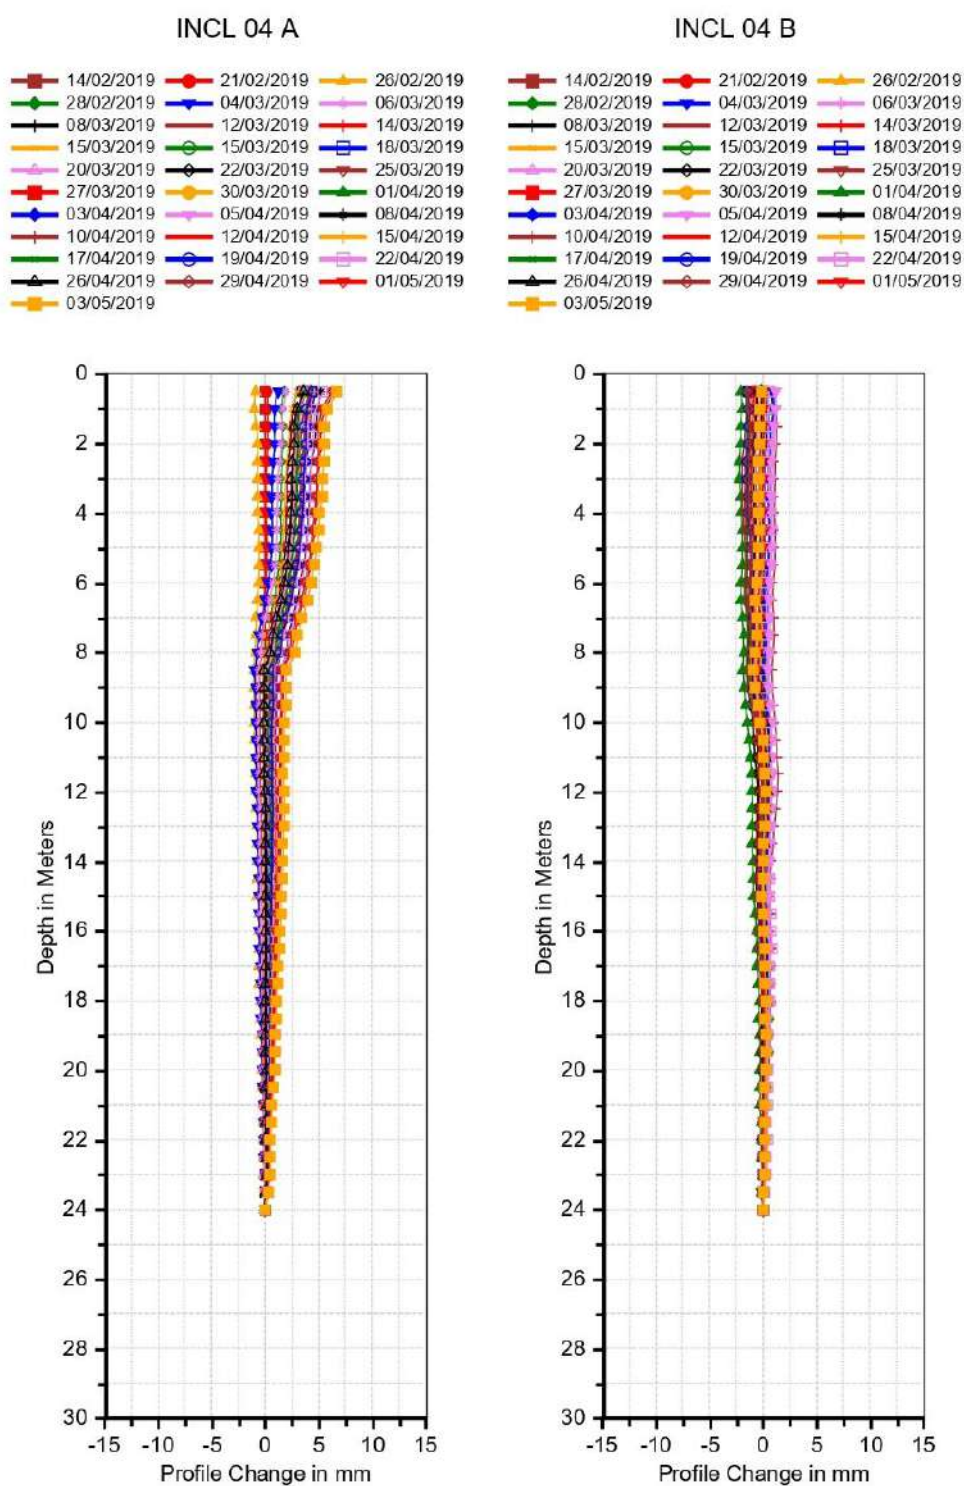 INCL 04 A
14/02/2019 21/02/2019 26/02/2019
28/02/2019 04/03/2019 06/03/2019
08/03/2019 12/03/2019 14/03/2019
15/03/2019 15/03/2019 18/03/2019
20/03/2019 22/03/2019 25/03/2019
27/03/2019 30/03/2019 01/04/2019
03/04/2019 05/04/2019 08/04/2019
10/04/2019 12/04/2019 15/04/2019
17/04/2019 19/04/2019 22/04/2019
26/04/2019 29/04/2019 01/05/2019
03/05/2019
0
2
4
6
8
10
12
14
16
18
20
22
24
26
28
30
Depth in Meters
-15 -10 -5 0 5 10 15
Profile Change in mm
INCL 04 B
14/02/2019 21/02/2019 26/02/2019
28/02/2019 04/03/2019 06/03/2019
08/03/2019 12/03/2019 14/03/2019
15/03/2019 15/03/2019 18/03/2019
20/03/2019 22/03/2019 25/03/2019
27/03/2019 30/03/2019 01/04/2019
03/04/2019 05/04/2019 08/04/2019
10/04/2019 12/04/2019 15/04/2019
17/04/2019 19/04/2019 22/04/2019
26/04/2019 29/04/2019 01/05/2019
03/05/2019
0
2
4
6
8
10
12
14
16
18
20
22
24
26
28
30
Depth in Meters
-15 -10 -5 0 5 10 15
Profile Change in mm